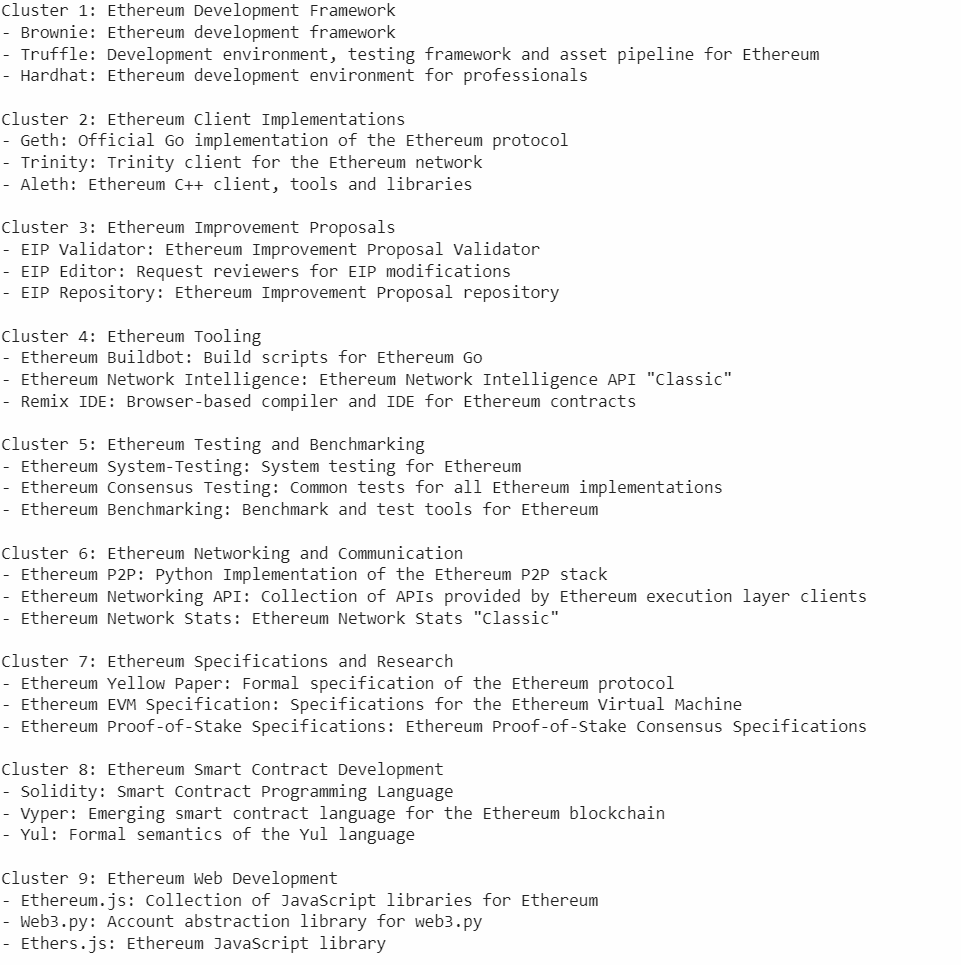 Cluster 1: Ethereum Development Framework
- Brownie: Ethereum development framework
- Truffle: Development environment, testing framework and asset pipeline for Ethereum
- Hardhat: Ethereum development environment for professionals
Cluster 2: Ethereum Client Implementations
- Geth: Official Go implementation of the Ethereum protocol
- Trinity: Trinity client for the Ethereum network
- Aleth: Ethereum C++ client, tools and libraries
Cluster 3: Ethereum Improvement Proposals
- EIP Validator: Ethereum Improvement Proposal Validator
- EIP Editor: Request reviewers for EIP modifications
- EIP Repository: Ethereum Improvement Proposal repository
Cluster 4: Ethereum Tooling
- Ethereum Buildbot: Build scripts for Ethereum Go
- Ethereum Network Intelligence: Ethereum Network Intelligence API "Classic"
- Remix IDE: Browser-based compiler and IDE for Ethereum contracts
Cluster 5: Ethereum Testing and Benchmarking
- Ethereum System-Testing: System testing for Ethereum
- Ethereum Consensus Testing: Common tests for all Ethereum implementations
- Ethereum Benchmarking: Benchmark and test tools for Ethereum
Cluster 6: Ethereum Networking and Communication
- Ethereum P2P: Python Implementation of the Ethereum P2P stack
- Ethereum Networking API: Collection of APIs provided by Ethereum execution layer clients
- Ethereum Network Stats: Ethereum Network Stats "Classic"
Cluster 7: Ethereum Specifications and Research
- Ethereum Yellow Paper: Formal specification of the Ethereum protocol
- Ethereum EVM Specification: Specifications for the Ethereum Virtual Machine
- Ethereum Proof-of-Stake Specifications: Ethereum Proof-of-Stake Consensus Specifications
Cluster 8: Ethereum Smart Contract Development
- Solidity: Smart Contract Programming Language
- Vyper: Emerging smart contract language for the Ethereum blockchain
- Yul: Formal semantics of the Yul language
Cluster 9: Ethereum Web Development
- Ethereum.js: Collection of JavaScript libraries for Ethereum
- Web3.py: Account abstraction library for web3.py
- Ethers.js: Ethereum JavaScript library